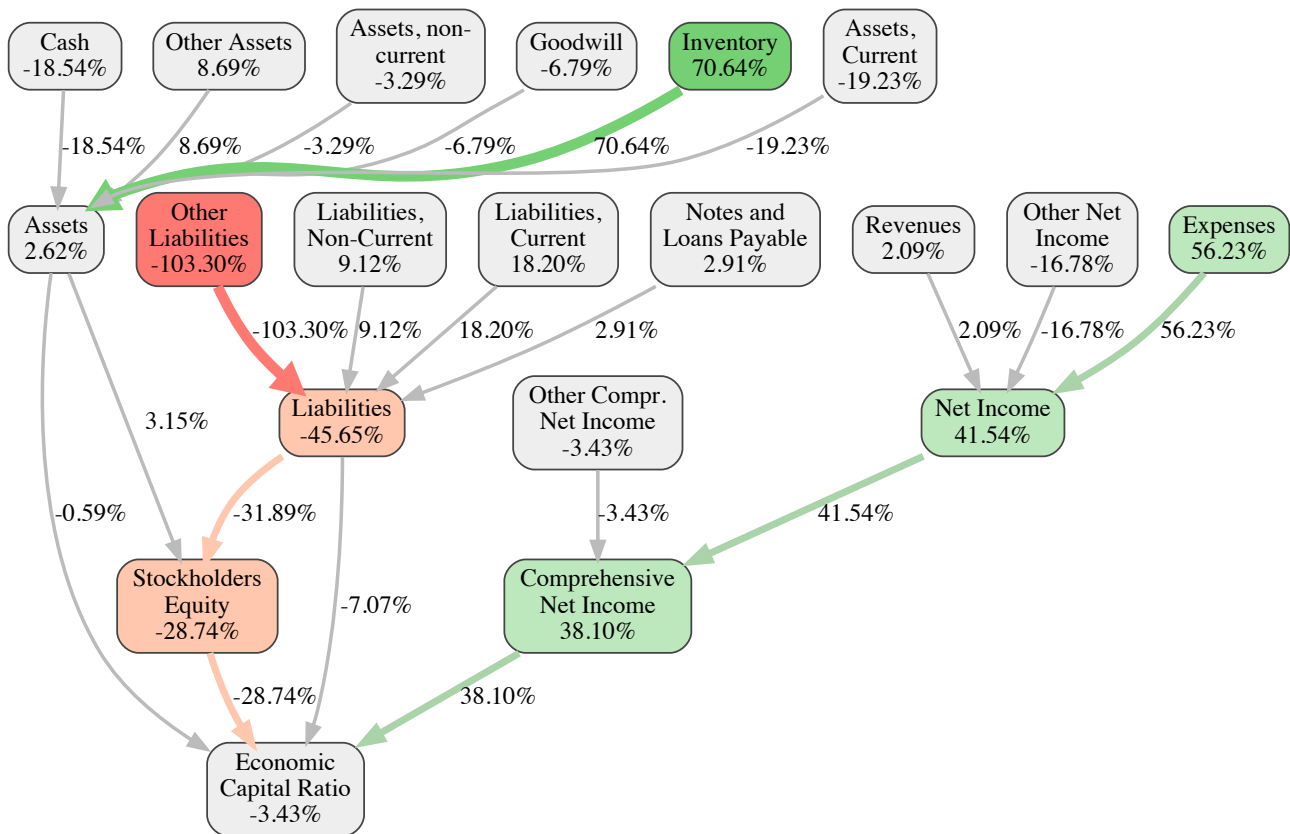 Cash
-18.54%
Other Assets
8.69%
Assets, non-
current
-3.29%
Goodwill
-6.79%
Inventory
70.64%
Assets,
Current
-19.23%
-18.54%
8.69%
-3.29%
-6.79%
70.64%
-19.23%
Assets
2.62%
Other
Liabilities
-103.30%
Liabilities,
Non-Current
9.12%
Liabilities,
Current
18.20%
Notes and
Loans Payable
2.91%
Revenues
2.09%
Other Net
Income
-16.78%
Expenses
56.23%
-103.30%
9.12%
18.20%
2.91%
2.09%
-16.78%
56.23%
3.15%
Liabilities
-45.65%
Other Compr.
Net Income
-3.43%
Net Income
41.54%
-0.59%
-31.89%
-3.43%
41.54%
Stockholders
Equity
-28.74%
-7.07%
Comprehensive
Net Income
38.10%
-28.74%
38.10%
Economic
Capital Ratio
-3.43%